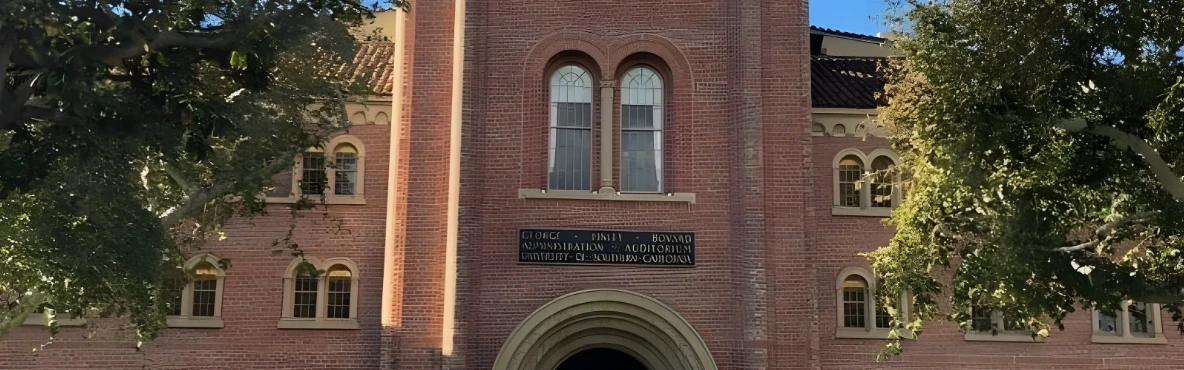 GEORGE · FINLEY · BOVARD
ADMINISTRATION · AUDITORIUM
UNIVERSITY · OF · SOUTHERN · CALIFORNIA